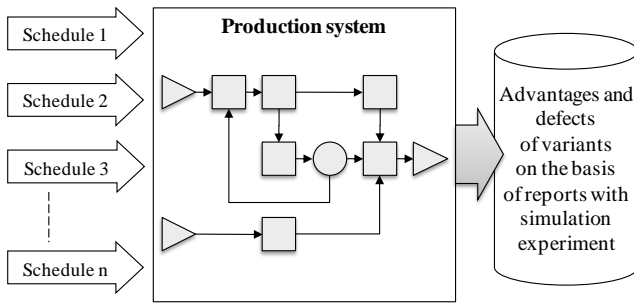 Schedule 1
Schedule 2
Schedule 3
Schedule n
Production system
Advantages and
defects
of variants
on the basis
of reports with
simulation
experiment